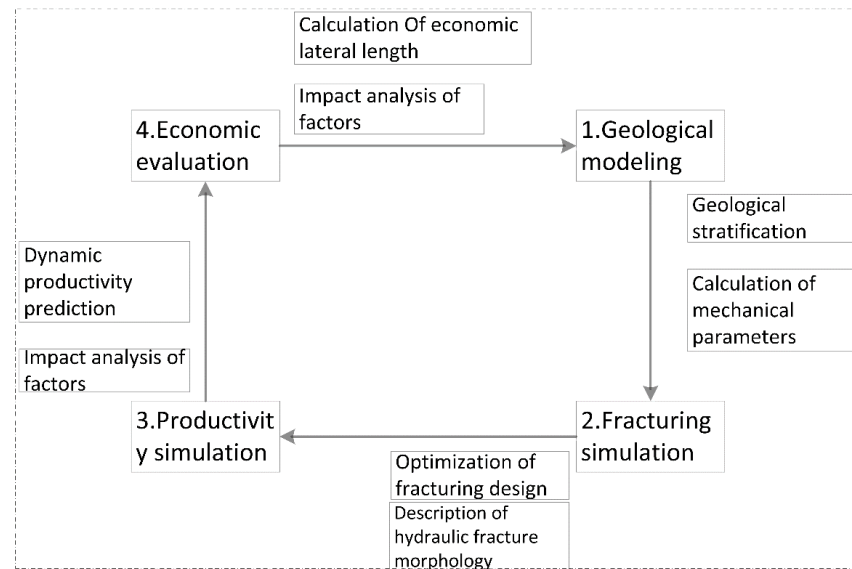 Calculation Of economic
lateral length
Impact analysis of
factors
4.Economic
evaluation
1.Geological
modeling
Geological
stratification
Calculation of
mechanical
parameters
Dynamic
productivity
prediction
Impact analysis of
factors
3.Productivit
y simulation
2.Fracturing
simulation
Optimization of
fracturing design
Description of
hydraulic fracture
morphology